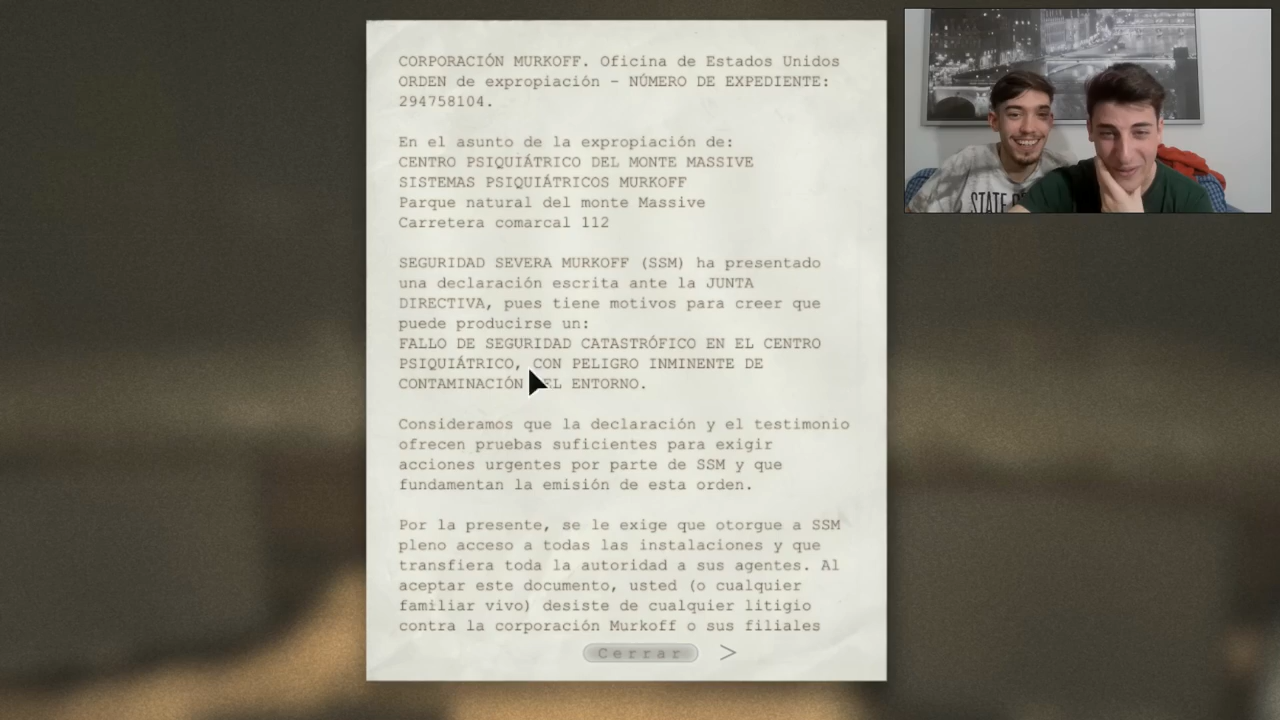 CORPORACIÓN MURKOFF. Oficina de Estados Unidos
ORDEN de expropiación - NÚMERO DE EXPEDIENTE:
294758104.
En el asunto de la expropiación de:
CENTRO PSIQUIÁTRICO DEL MONTE MASSIVE
SISTEMAS PSIQUIÁTRICOS MURKOFF
Parque natural del monte Massive
Carretera comarcal 112
SEGURIDAD SEVERA MURKOFF (SSM) ha presentado
una declaración escrita ante la JUNTA
DIRECTIVA, pues tiene motivos para creer que
puede producirse un:
FALLO DE SEGURIDAD CATASTRÓFICO EN EL CENTRO
PSIQUIÁTRICO, CON PELIGRO INMINENTE DE
CONTAMINACIÓN DEL ENTORNO.
Consideramos que la declaración y el testimonio
ofrecen pruebas suficientes para exigir
acciones urgentes por parte de SSM y que
fundamentan la emisión de esta orden.
Por la presente, se le exige que otorgue a SSM
pleno acceso a todas las instalaciones y que
transfiera toda la autoridad a sus agentes. Al
aceptar este documento, usted (o cualquier
familiar vivo) desiste de cualquier litigio
contra la corporación Murkoff o sus filiales
Cerrar >
STATE